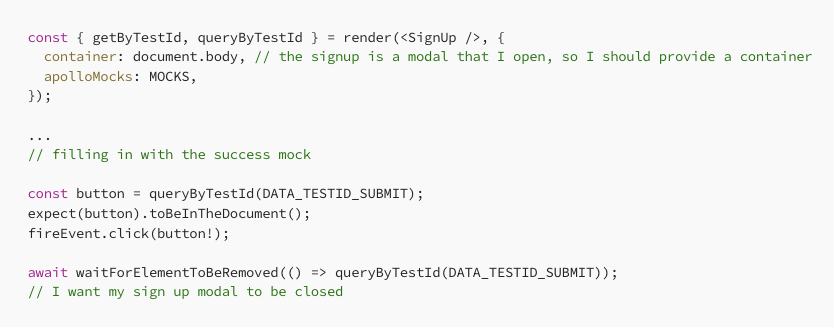 const { getByTestId, queryByTestId } = render(<SignUp />, {
  container: document.body, // the signup is a modal that I open, so I should provide a container
  apolloMocks: MOCKS,
});
...
// filling in with the success mock
const button = queryByTestId(DATA_TESTID_SUBMIT);
expect(button).toBeInTheDocument();
fireEvent.click(button!);
await waitForElementToBeRemoved(() => queryByTestId(DATA_TESTID_SUBMIT));
// I want my sign up modal to be closed